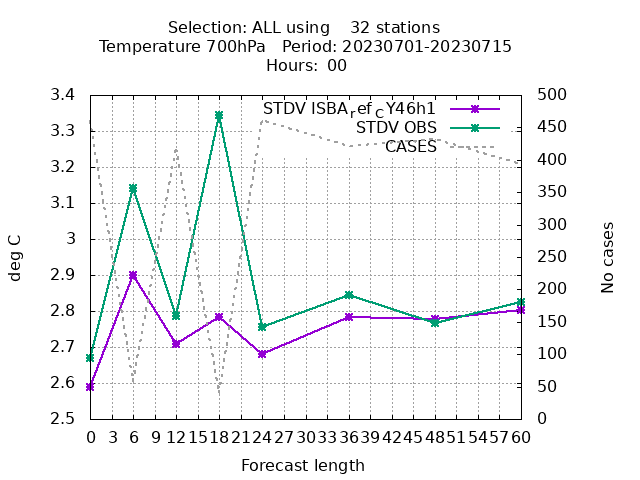 Selection: ALL using    32 stations
Temperature 700hPa   Period: 20230701-20230715
Hours:  00
STDV ISBA_ref_CY46h1
STDV OBS
CASES
3.4
3.3
3.2
3.1
3
2.9
2.8
2.7
2.6
2.5
deg C
500
450
400
350
300
250
200
150
100
50
0
No cases
0 3 6 9 12 15 18 21 24 27 30 33 36 39 42 45 48 51 54 57 60
Forecast length